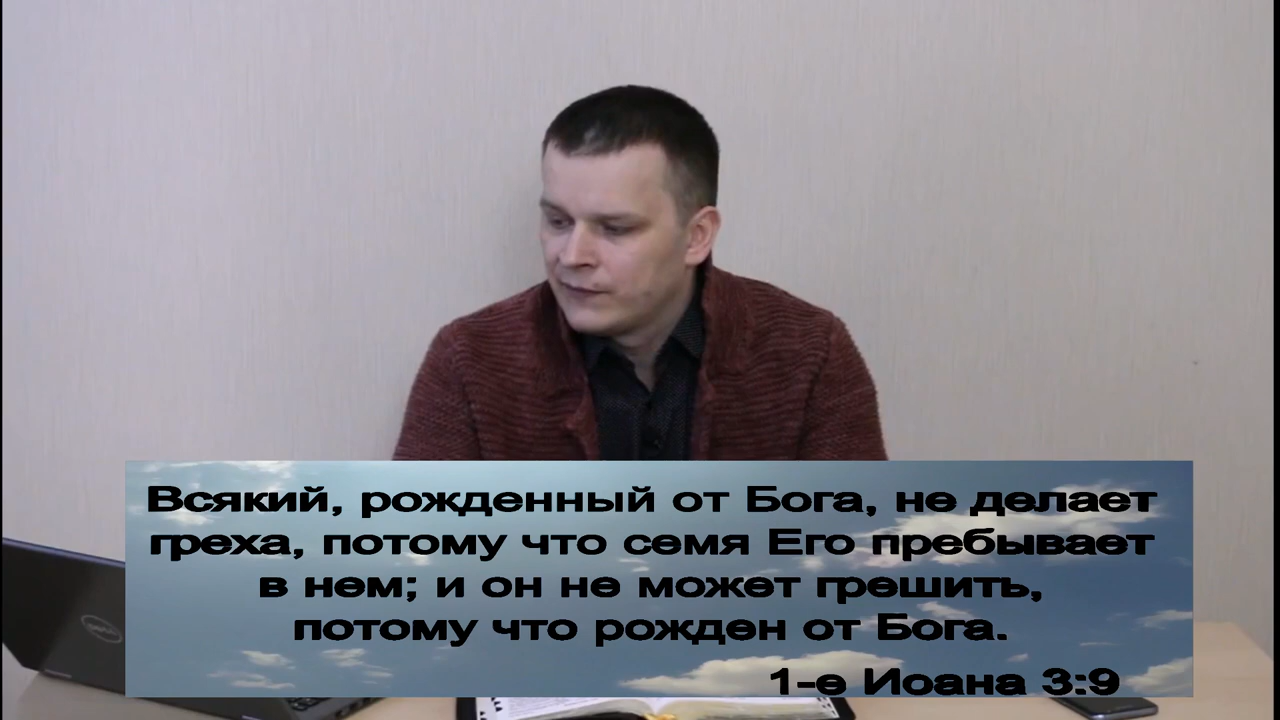 Всякий, рожденный от Бога, не делает
греха, потому что семя Его пребывает
в нем; и он не может грешить,
потому что рожден от Бога.
1-е Иоана 3:9
DELL